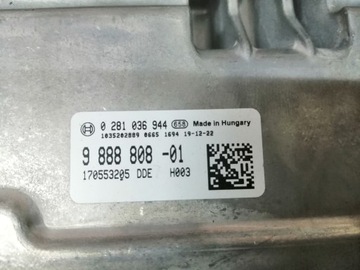 0 281 036 944 658 Made in Hungary
1035202889 0665 1694 19-12-22
9 888 808 -01
170553205 DDE H003